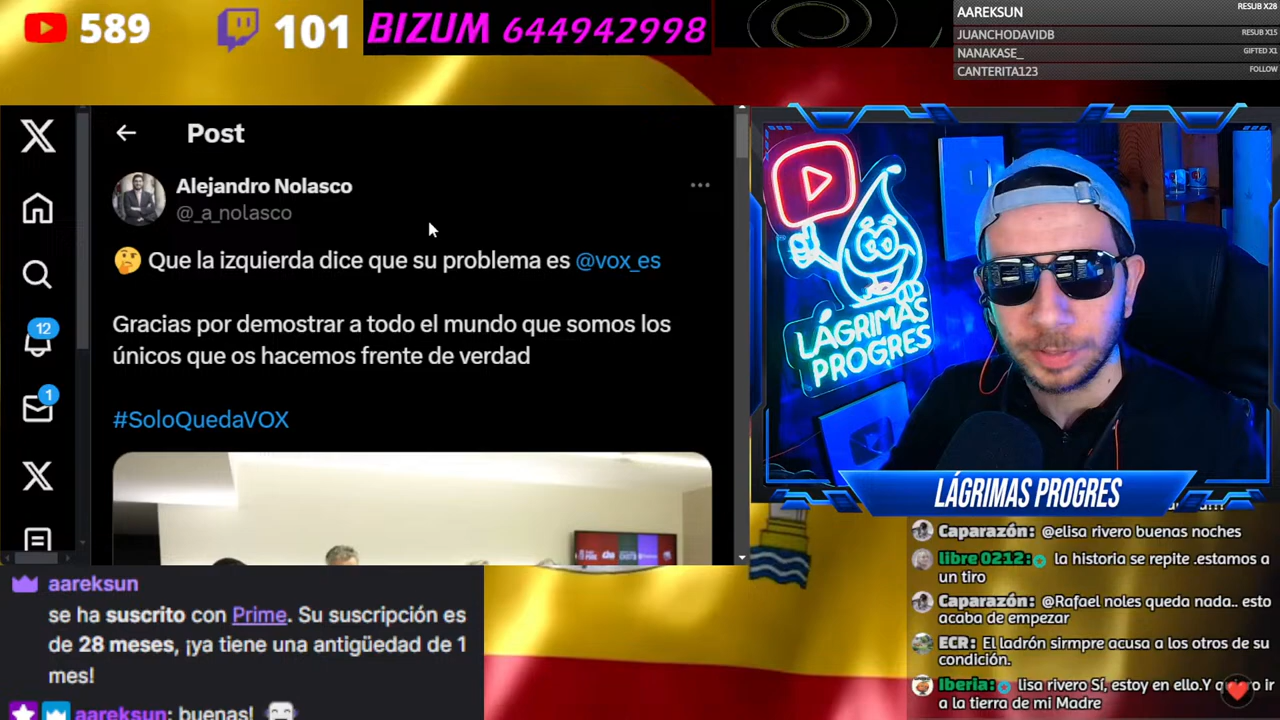 589
101
BIZUM 644942998
AAREKSUN
RESUB X28
JUANCHODAVIDB
RESUB X15
NANAKASE_
GIFTED X1
CANTERITA123
FOLLOW
Post
Alejandro Nolasco
@_a_nolasco
🤔 Que la izquierda dice que su problema es @vox_es
Gracias por demostrar a todo el mundo que somos los
únicos que os hacemos frente de verdad
#SoloQuedaVOX
12
1
LÁGRIMAS
PROGRES
LÁGRIMAS PROGRES
Caparazón: @elisa rivero buenas noches
libre 0212: la historia se repite .estamos a
un tiro
Caparazón: @Rafael noles queda nada.. esto
acaba de empezar
ECR: El ladrón sirmpre acusa a los otros de su
condición.
Iberia: lisa rivero Sí, estoy en ello.Y ir
a la tierra de mi Madre
aareksun
se ha suscrito con Prime. Su suscripción es
de 28 meses, ¡ya tiene una antigüedad de 1
mes!
aareksun: buenas!